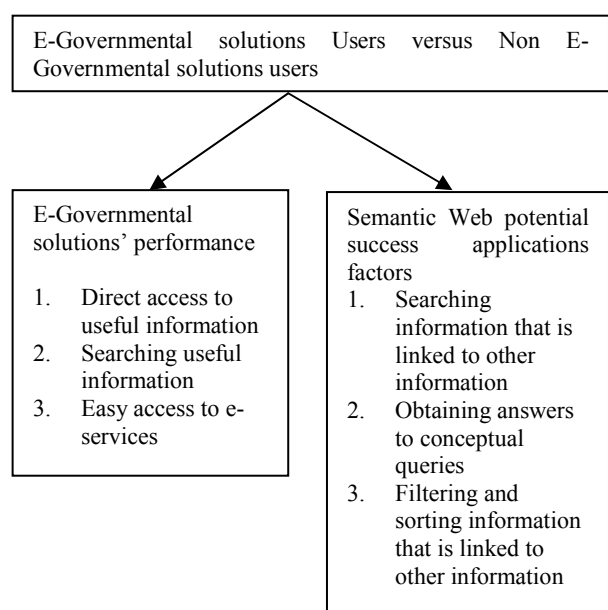 E-Governmental solutions Users versus Non E-
Governmental solutions users
E-Governmental
solutions’ performance
1. Direct access to
useful information
2. Searching useful
information
3. Easy access to e-
services
Semantic Web potential
success applications
factors
1. Searching
information that is
linked to other
information
2. Obtaining answers
to conceptual
queries
3. Filtering and
sorting information
that is linked to
other information